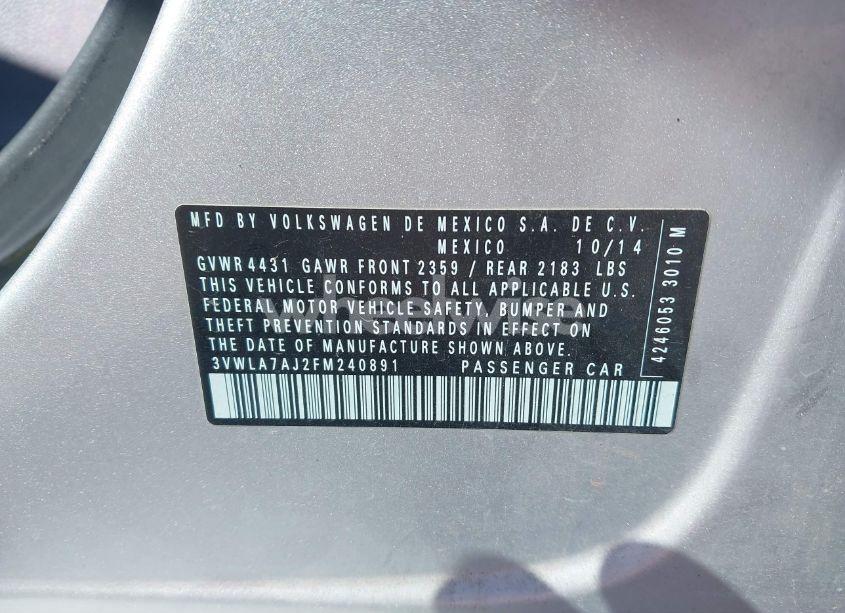 MFD BY VOLKSWAGEN DE MEXICO S.A. DE C.V.
MEXICO 10/14
GVWR 4431 GAWR FRONT 2359 / REAR 2183 LBS
THIS VEHICLE CONFORMS TO ALL APPLICABLE U.S.
FEDERAL MOTOR VEHICLE SAFETY, BUMPER AND
THEFT PREVENTION STANDARDS IN EFFECT ON
THE DATE OF MANUFACTURE SHOWN ABOVE.
3VWLA7AJ2FM240891 PASSENGER CAR
4246053 3010 M
wheelwise